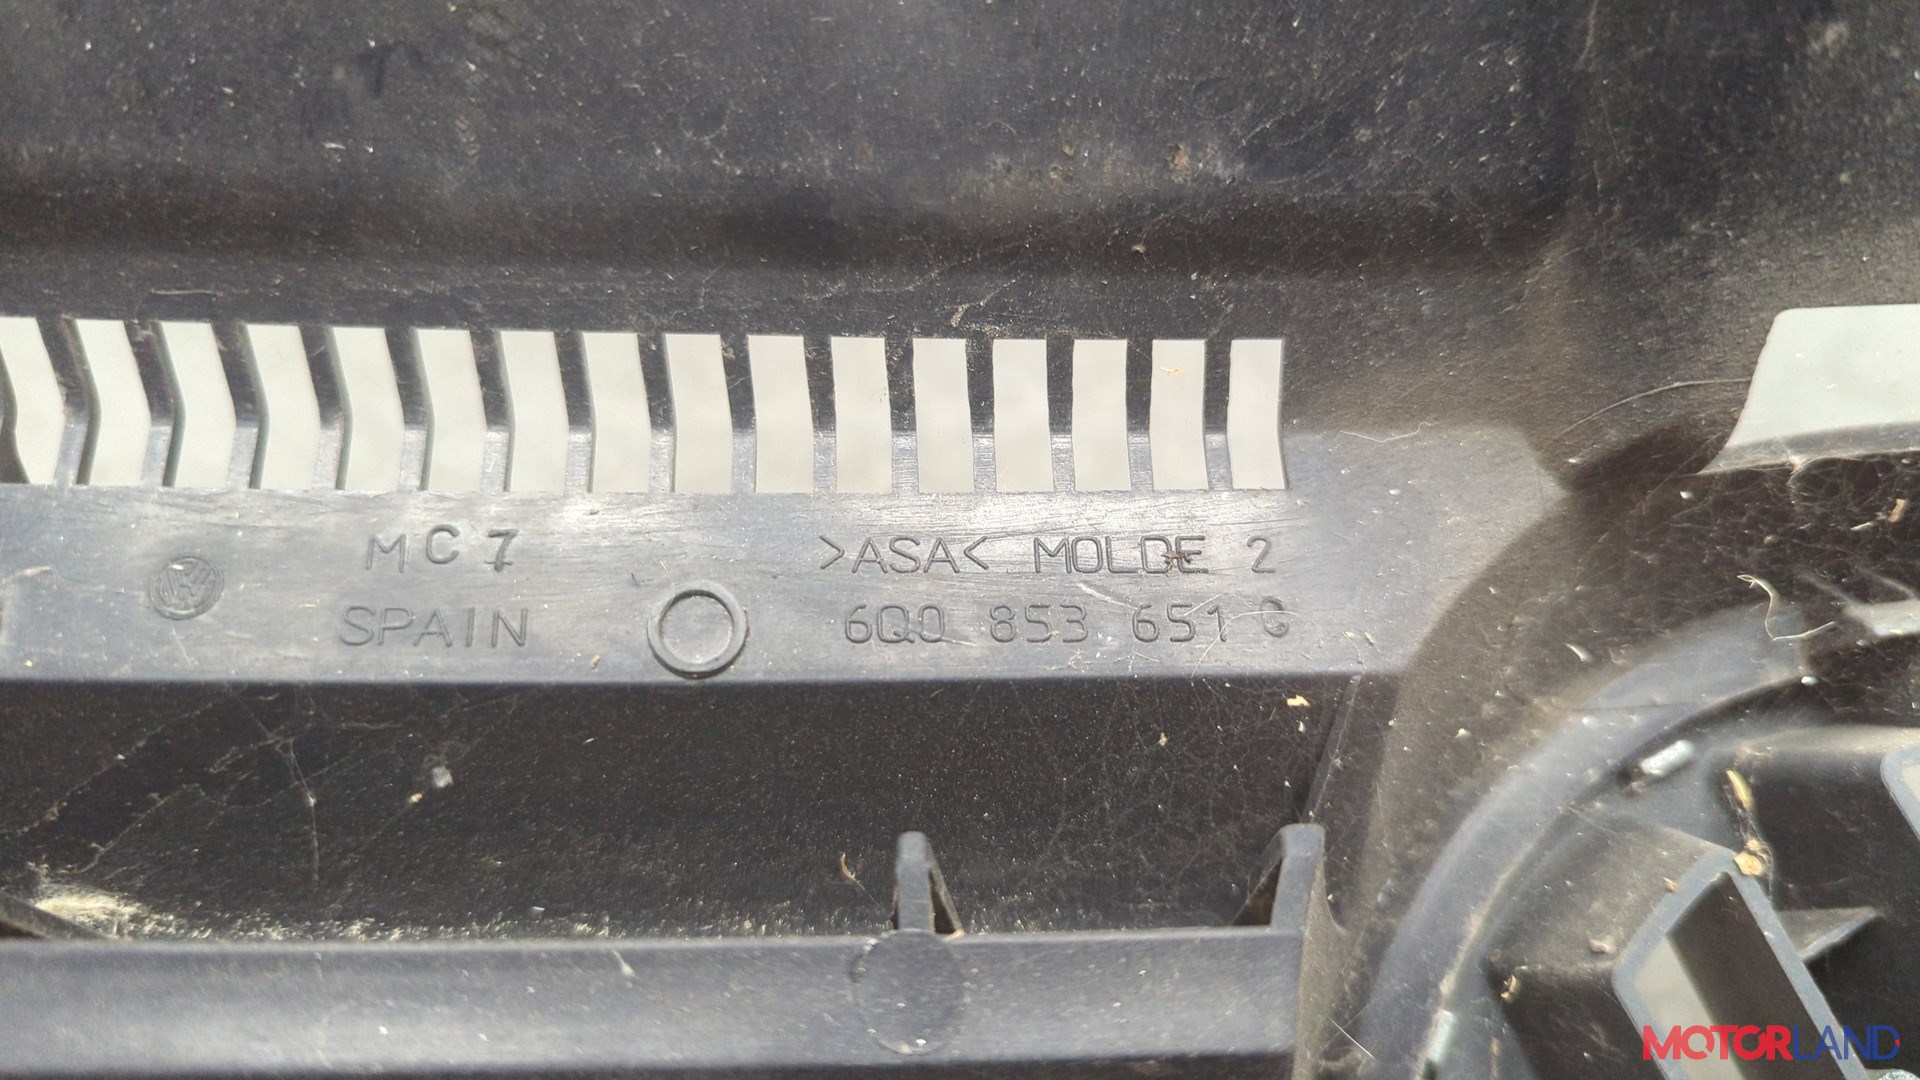 MC7
SPAIN
>ASA< MOLDE 2
6Q0 853 651 C
MOTORLAND